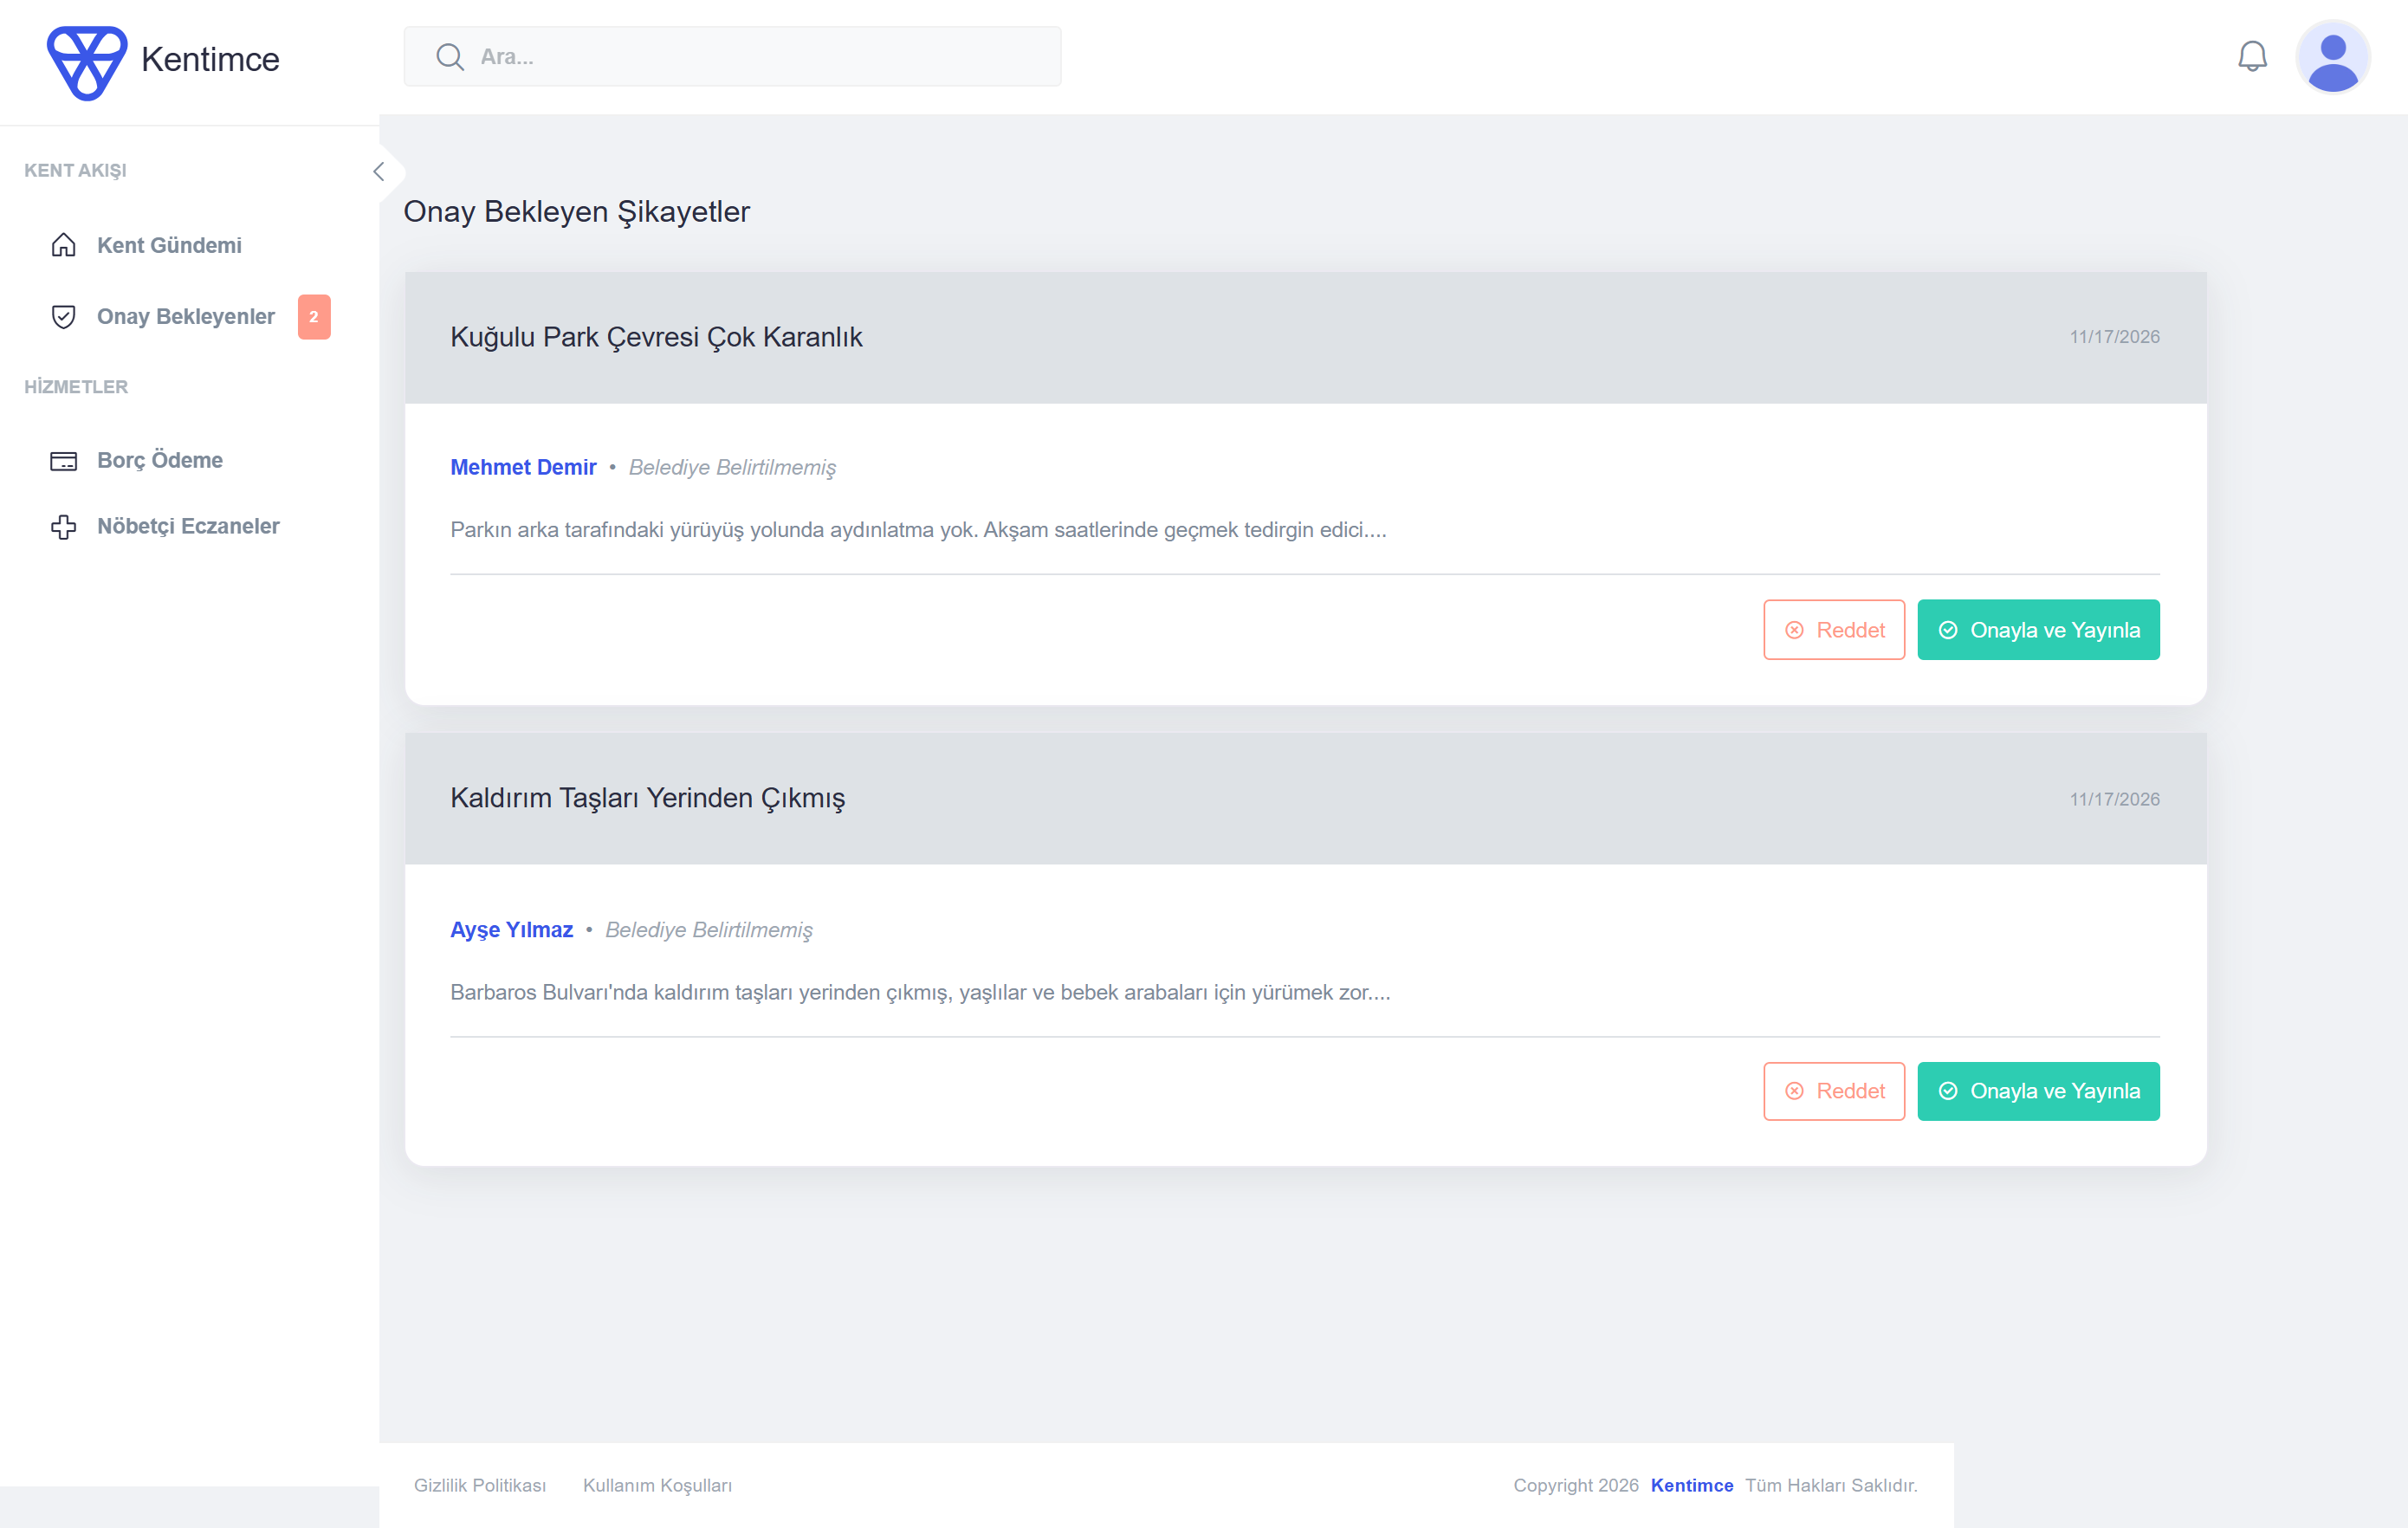 Kentimce
Ara...
KENT AKIŞI
Kent Gündemi
Onay Bekleyenler 2
HİZMETLER
Borç Ödeme
Nöbetçi Eczaneler
Onay Bekleyen Şikayetler
Kuğulu Park Çevresi Çok Karanlık 11/17/2026
Mehmet Demir • Belediye Belirtilmemiş
Parkın arka tarafındaki yürüyüş yolunda aydınlatma yok. Akşam saatlerinde geçmek tedirgin edici....
Reddet Onayla ve Yayınla
Kaldırım Taşları Yerinden Çıkmış 11/17/2026
Ayşe Yılmaz • Belediye Belirtilmemiş
Barbaros Bulvarı'nda kaldırım taşları yerinden çıkmış, yaşlılar ve bebek arabaları için yürümek zor....
Reddet Onayla ve Yayınla
Gizlilik Politikası Kullanım Koşulları Copyright 2026 Kentimce Tüm Hakları Saklıdır.